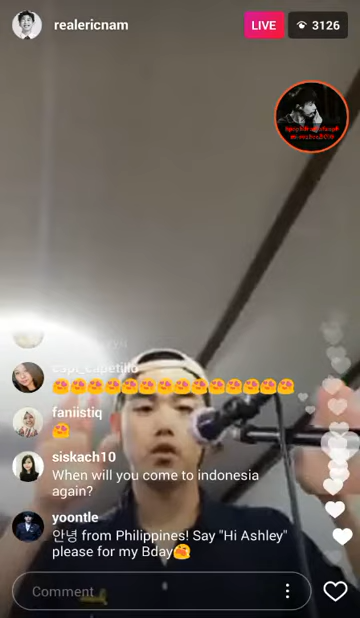 realericnam
LIVE
3126
faniistiq
siskach10
When will you come to indonesia
again?
yoontle
안녕 from Philippines! Say "Hi Ashley"
please for my Bday
Comment